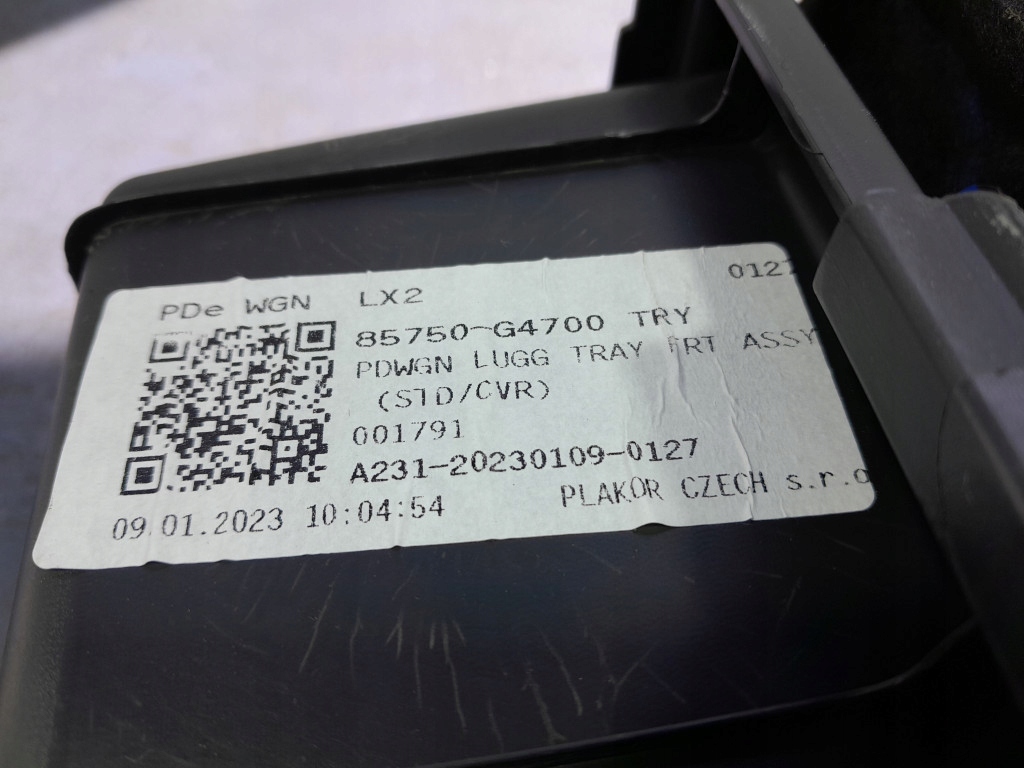 PDe WGN LX2 0127
85750-G4700 TRY
PDWGN LUGG TRAY FRT ASSY
(STD/CVR)
001791
A231-20230109-0127
09.01.2023 10:04:54 PLAKOR CZECH s.r.o